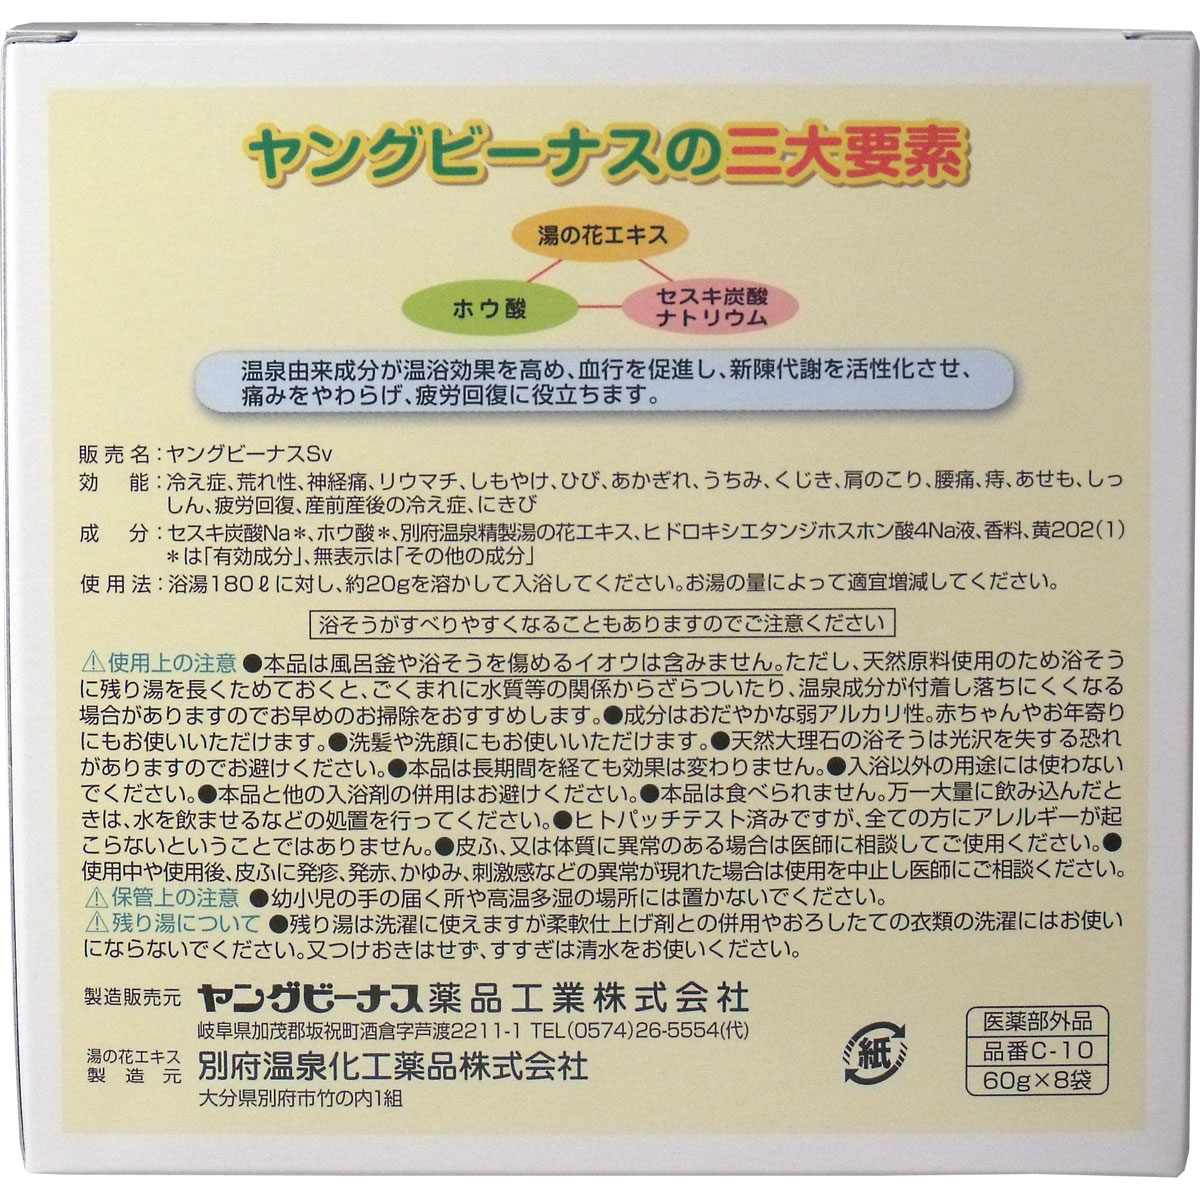 ヤングビーナスの三大要素
湯の花エキス
ホウ酸
セスキ炭酸
ナトリウム
温泉由来成分が温浴効果を高め、血行を促進し、新陳代謝を活性化させ、
痛みをやわらげ、疲労回復に役立ちます。
販売名：ヤングビーナスSv
効能：冷え症、荒れ性、神経痛、リウマチ、しもやけ、ひび、あかぎれ、うちみ、くじき、肩のこり、腰痛、痔、あせも、しっ
しん、疲労回復、産前産後の冷え症、にきび
成分：セスキ炭酸Na＊、ホウ酸＊、別府温泉精製湯の花エキス、ヒドロキシエタンジホスホン酸4Na液、香料、黄202(1)
＊は「有効成分」、無表示は「その他の成分」
使用法：浴湯180ℓに対し、約20gを溶かして入浴してください。お湯の量によって適宜増減してください。
浴そうがすべりやすくなることもありますのでご注意ください
⚠使用上の注意 ●本品は風呂釜や浴そうを傷めるイオウは含みません。ただし、天然原料使用のため浴そう
に残り湯を長くためておくと、ごくまれに水質等の関係からざらついたり、温泉成分が付着し落ちにくくなる
場合がありますのでお早めのお掃除をおすすめします。●成分はおだやかな弱アルカリ性。赤ちゃんやお年寄り
にもお使いいただけます。●洗髪や洗顔にもお使いいただけます。●天然大理石の浴そうは光沢を失する恐れ
がありますのでお避けください。●本品は長期間を経ても効果は変わりません。●入浴以外の用途には使わない
でください。●本品と他の入浴剤の併用はお避けください。●本品は食べられません。万一大量に飲み込んだと
きは、水を飲ませるなどの処置を行ってください。●ヒトパッチテスト済みですが、全ての方にアレルギーが起
こらないということではありません。●皮ふ、又は体質に異常のある場合は医師に相談してご使用ください。●
使用中や使用後、皮ふに発疹、発赤、かゆみ、刺激感などの異常が現れた場合は使用を中止し医師にご相談ください。
⚠保管上の注意 ●幼小児の手の届く所や高温多湿の場所には置かないでください。
⚠残り湯について ●残り湯は洗濯に使えますが柔軟仕上げ剤との併用やおろしたての衣類の洗濯にはお使い
にならないでください。又つけおきはせず、すすぎは清水をお使いください。
製造販売元 ヤングビーナス薬品工業株式会社
岐阜県加茂郡坂祝町酒倉字芦渡2211-1 TEL(0574)26-5554(代)
湯の花エキス
製造元 別府温泉化工薬品株式会社
大分県別府市竹の内1組
紙
医薬部外品
品番C-10
60g×8袋